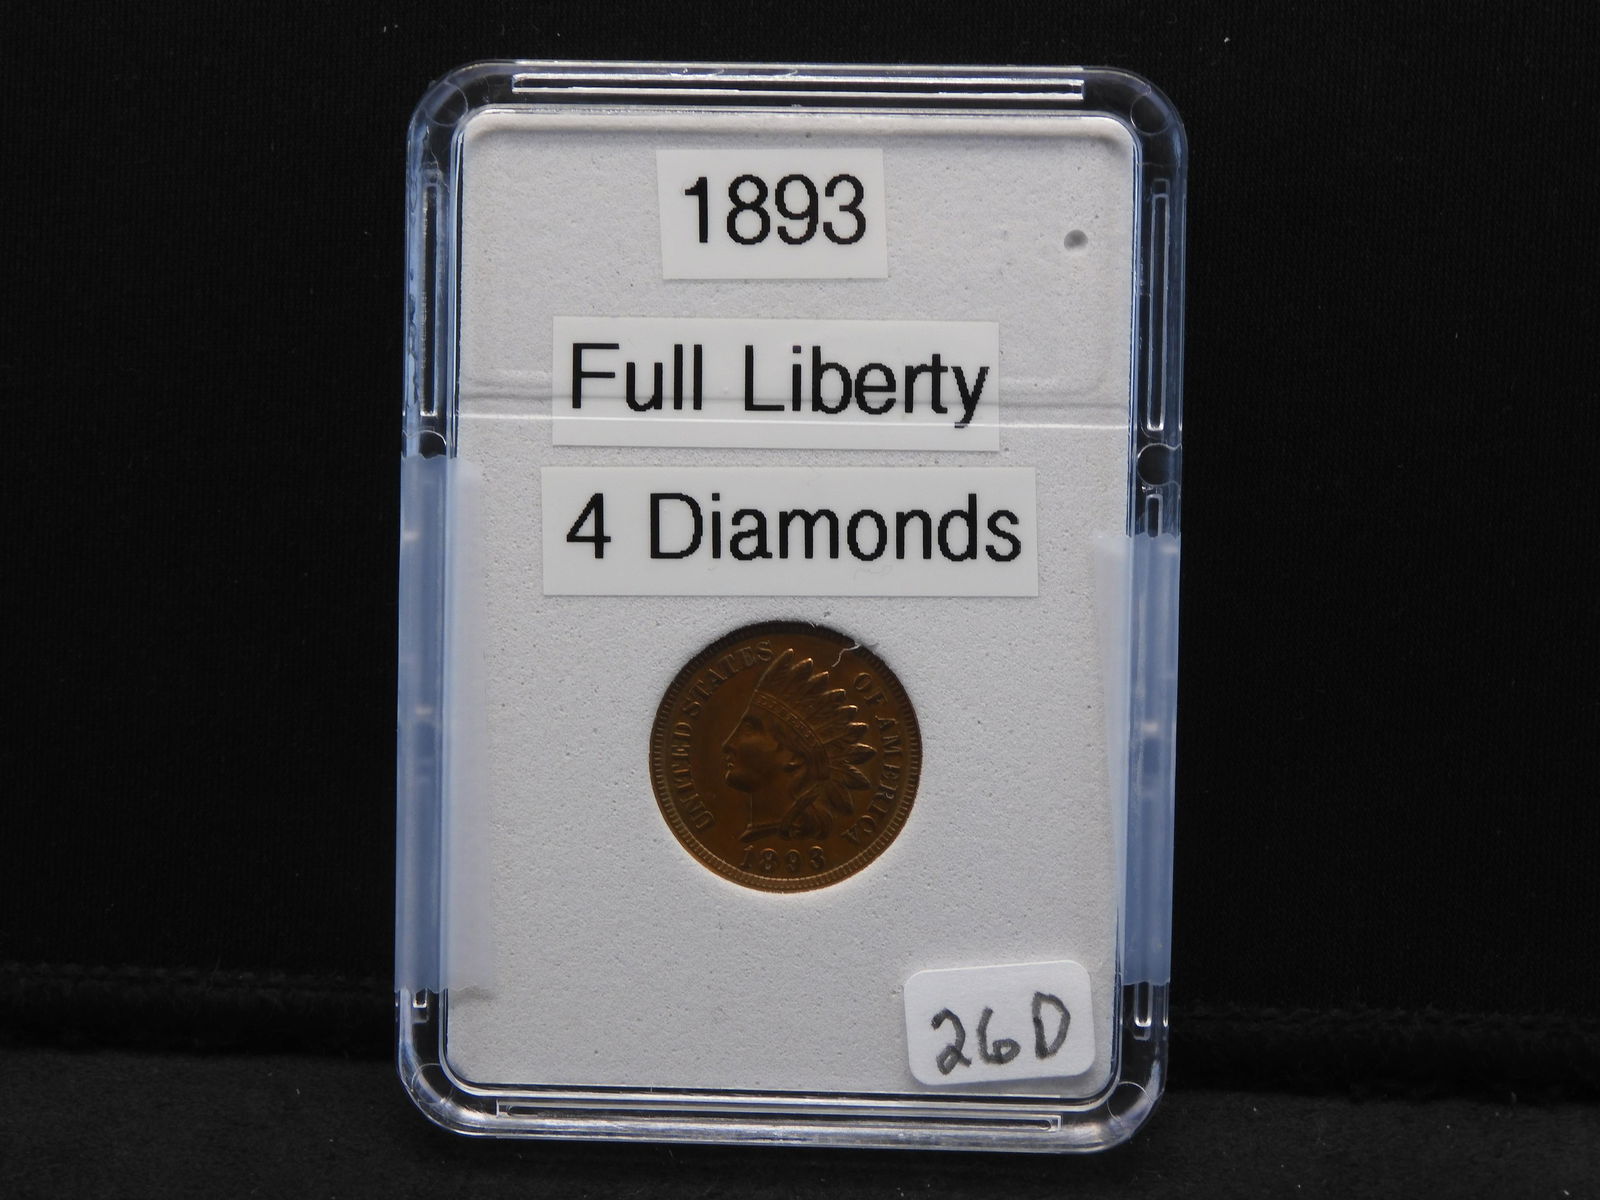 1893
Full Liberty
4 Diamonds
UNITED STATES OF AMERICA
1893
26D